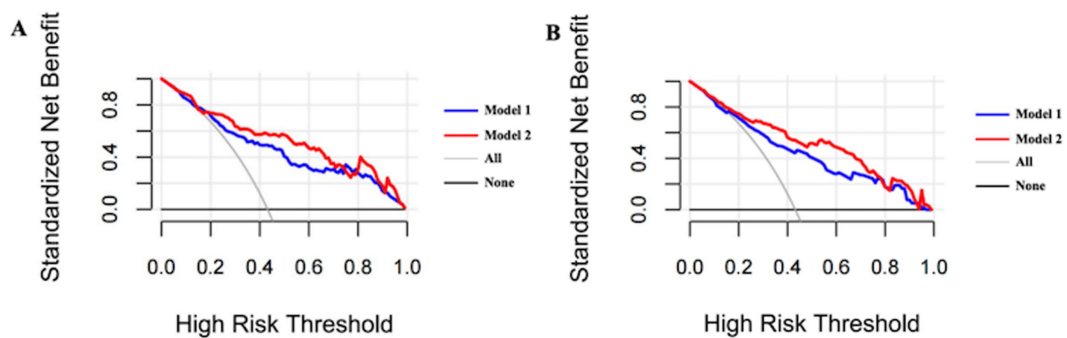 A
Standardized Net Benefit
0.0 0.4 0.8
0.0 0.2 0.4 0.6 0.8 1.0
High Risk Threshold
Model 1
Model 2
All
None
B
Standardized Net Benefit
0.0 0.4 0.8
0.0 0.2 0.4 0.6 0.8 1.0
High Risk Threshold
Model 1
Model 2
All
None